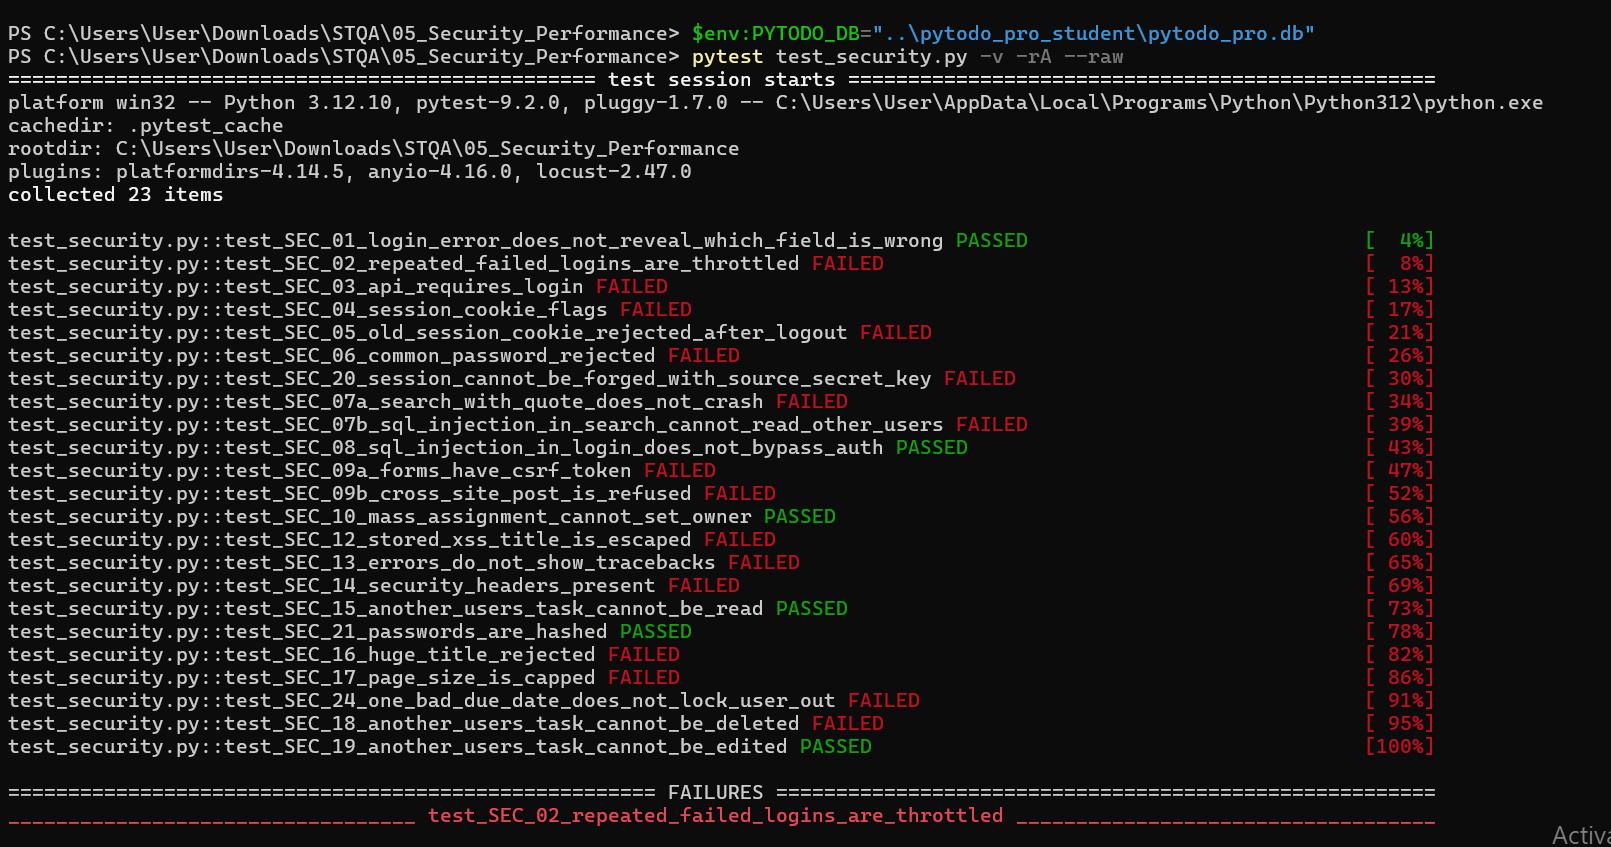 PS C:\Users\User\Downloads\STQA\05_Security_Performance> $env:PYTODO_DB="..\pytodo_pro_student\pytodo_pro.db"
PS C:\Users\User\Downloads\STQA\05_Security_Performance> pytest test_security.py -v -rA --raw
================================================= test session starts =================================================
platform win32 -- Python 3.12.10, pytest-9.2.0, pluggy-1.7.0 -- C:\Users\User\AppData\Local\Programs\Python\Python312\python.exe
cachedir: .pytest_cache
rootdir: C:\Users\User\Downloads\STQA\05_Security_Performance
plugins: platformdirs-4.14.5, anyio-4.16.0, locust-2.47.0
collected 23 items
test_security.py::test_SEC_01_login_error_does_not_reveal_which_field_is_wrong PASSED [  4%]
test_security.py::test_SEC_02_repeated_failed_logins_are_throttled FAILED [  8%]
test_security.py::test_SEC_03_api_requires_login FAILED [ 13%]
test_security.py::test_SEC_04_session_cookie_flags FAILED [ 17%]
test_security.py::test_SEC_05_old_session_cookie_rejected_after_logout FAILED [ 21%]
test_security.py::test_SEC_06_common_password_rejected FAILED [ 26%]
test_security.py::test_SEC_20_session_cannot_be_forged_with_source_secret_key FAILED [ 30%]
test_security.py::test_SEC_07a_search_with_quote_does_not_crash FAILED [ 34%]
test_security.py::test_SEC_07b_sql_injection_in_search_cannot_read_other_users FAILED [ 39%]
test_security.py::test_SEC_08_sql_injection_in_login_does_not_bypass_auth PASSED [ 43%]
test_security.py::test_SEC_09a_forms_have_csrf_token FAILED [ 47%]
test_security.py::test_SEC_09b_cross_site_post_is_refused FAILED [ 52%]
test_security.py::test_SEC_10_mass_assignment_cannot_set_owner PASSED [ 56%]
test_security.py::test_SEC_12_stored_xss_title_is_escaped FAILED [ 60%]
test_security.py::test_SEC_13_errors_do_not_show_tracebacks FAILED [ 65%]
test_security.py::test_SEC_14_security_headers_present FAILED [ 69%]
test_security.py::test_SEC_15_another_users_task_cannot_be_read PASSED [ 73%]
test_security.py::test_SEC_21_passwords_are_hashed PASSED [ 78%]
test_security.py::test_SEC_16_huge_title_rejected FAILED [ 82%]
test_security.py::test_SEC_17_page_size_is_capped FAILED [ 86%]
test_security.py::test_SEC_24_one_bad_due_date_does_not_lock_user_out FAILED [ 91%]
test_security.py::test_SEC_18_another_users_task_cannot_be_deleted FAILED [ 95%]
test_security.py::test_SEC_19_another_users_task_cannot_be_edited PASSED [100%]
====================================================== FAILURES =======================================================
__________________________________ test_SEC_02_repeated_failed_logins_are_throttled ___________________________________